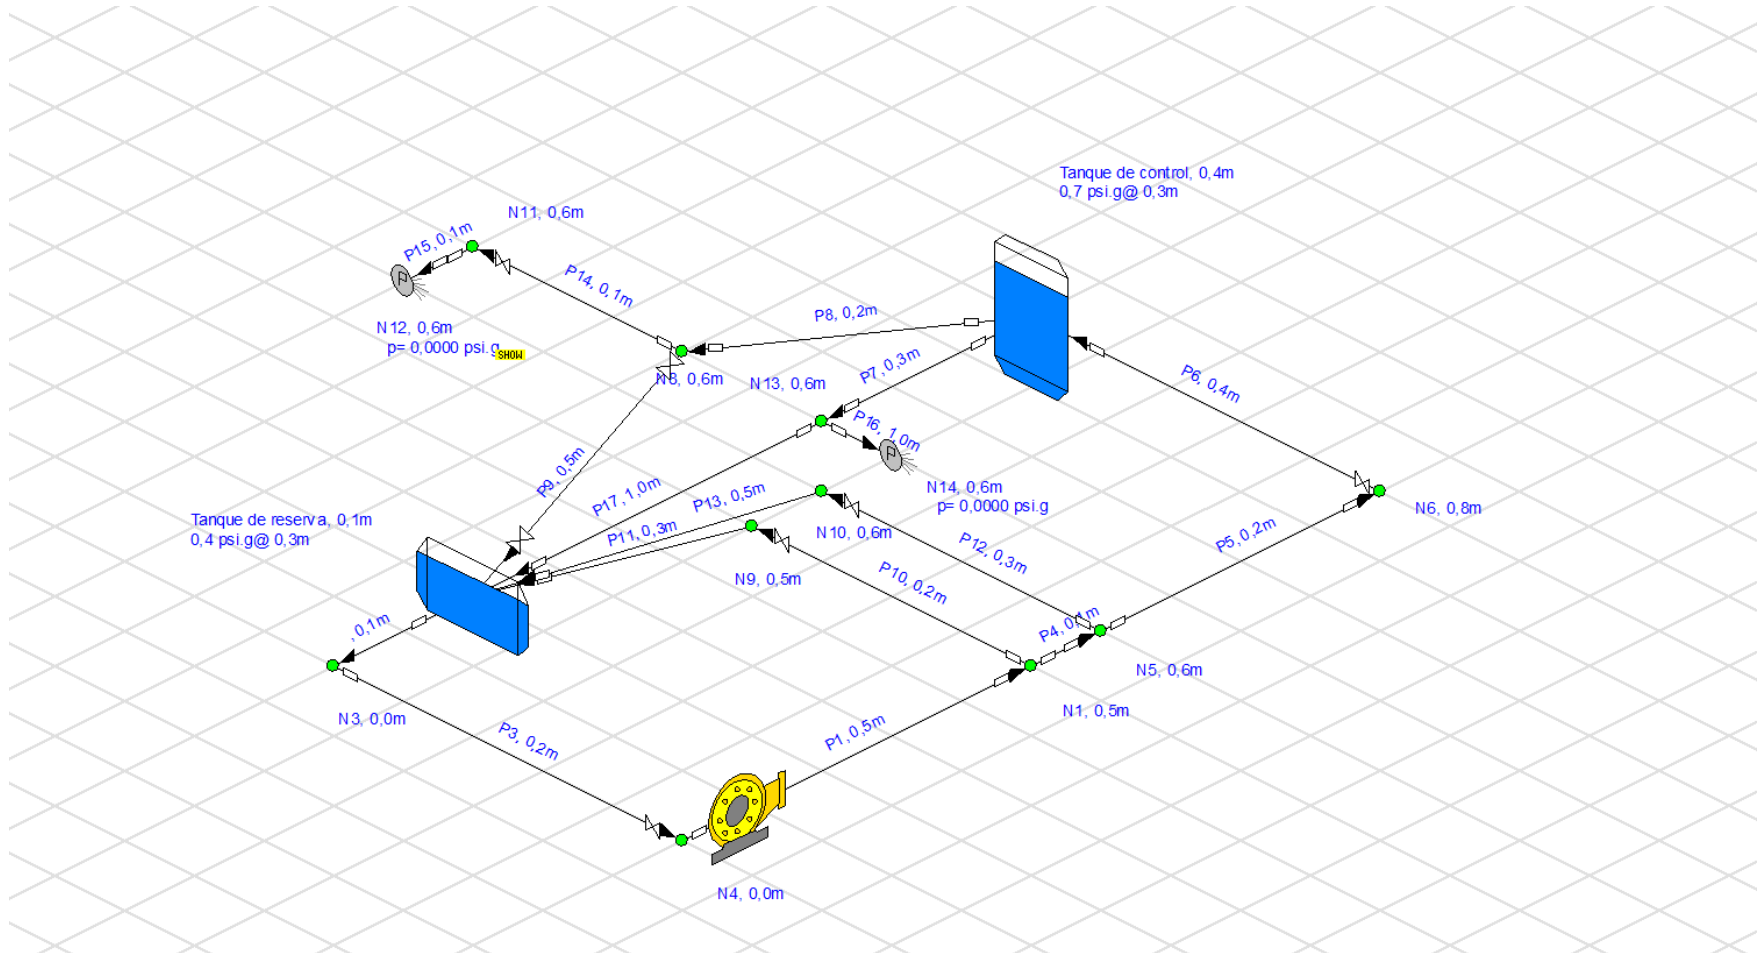 Tanque de control, 0,4m
0,7 psi.g@ 0,3m
N11, 0,6m
P15, 0,1m
P14, 0,1m
N12, 0,6m
p= 0,0000 psi.g
SHOW
P8, 0,2m
N8, 0,6m
N13, 0,6m
P7, 0,3m
P6, 0,4m
P16, 1,0m
P9, 0,5m
P17, 1,0m
P13, 0,5m
N14, 0,6m
p= 0,0000 psi.g
N6, 0,8m
Tanque de reserva, 0,1m
0,4 psi.g@ 0,3m
P11, 0,3m
N10, 0,6m
P12, 0,3m
P5, 0,2m
N9, 0,5m
P10, 0,2m
P4, 0,1m
, 0,1m
N5, 0,6m
N3, 0,0m
P3, 0,2m
P1, 0,5m
N1, 0,5m
N4, 0,0m